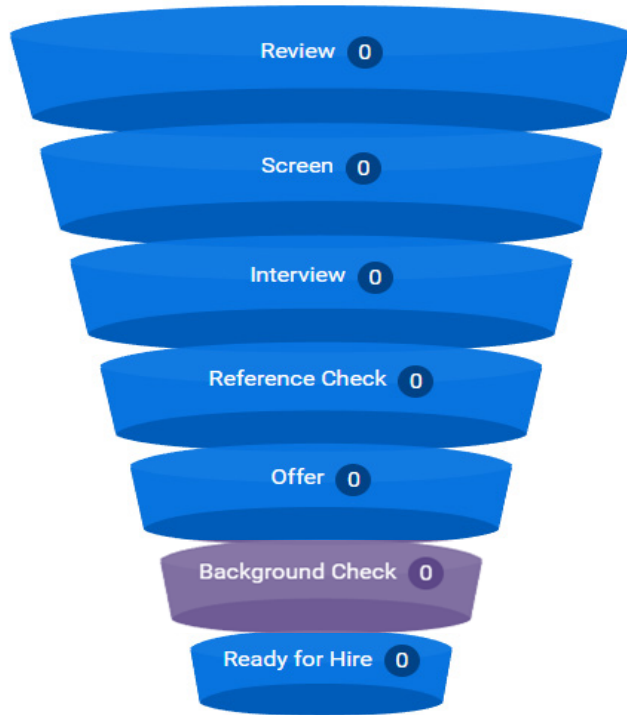 Review 0
Screen 0
Interview 0
Reference Check 0
Offer 0
Background Check 0
Ready for Hire 0